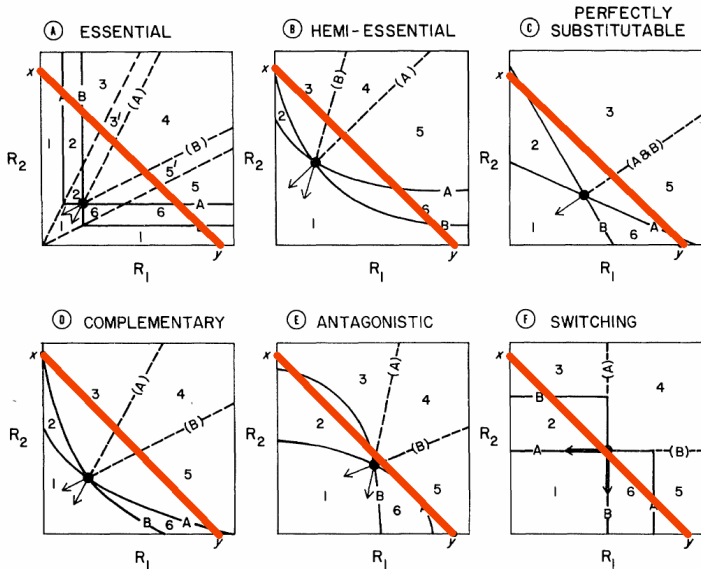 A ESSENTIAL
B HEMI-ESSENTIAL
C PERFECTLY SUBSTITUTABLE
x
A
B
3
(A)
3'
4
1
2
(B)
5'
5
2
1
6
6
A
1
B
y
R2
R1
x
3
(B)
4
(A)
2
5
A
1
6
B
y
R2
R1
x
3
2
(A&B)
5
1
B
6
A
y
R2
R1
D COMPLEMENTARY
E ANTAGONISTIC
F SWITCHING
x
3
(A)
4
2
(B)
5
1
B
6
A
y
R2
R1
x
3
(A)
4
2
(B)
1
B
5
6
A
y
R2
R1
x
3
(A)
4
B
2
A
(B)
1
6
5
B
A
y
R2
R1